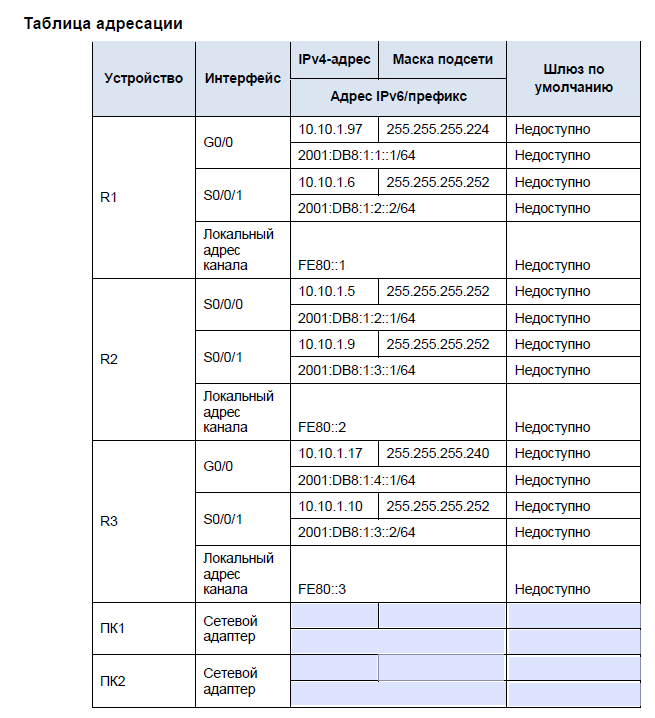 Таблица адресации
Устройство
Интерфейс
IPv4-адрес
Маска подсети
Шлюз по
умолчанию
Адрес IPv6/префикс
R1
G0/0
10.10.1.97
255.255.255.224
Недоступно
2001:DB8:1:1::1/64
Недоступно
S0/0/1
10.10.1.6
255.255.255.252
Недоступно
2001:DB8:1:2::2/64
Недоступно
Локальный
адрес
канала
FE80::1
Недоступно
R2
S0/0/0
10.10.1.5
255.255.255.252
Недоступно
2001:DB8:1:2::1/64
Недоступно
S0/0/1
10.10.1.9
255.255.255.252
Недоступно
2001:DB8:1:3::1/64
Недоступно
Локальный
адрес
канала
FE80::2
Недоступно
R3
G0/0
10.10.1.17
255.255.255.240
Недоступно
2001:DB8:1:4::1/64
Недоступно
S0/0/1
10.10.1.10
255.255.255.252
Недоступно
2001:DB8:1:3::2/64
Недоступно
Локальный
адрес
канала
FE80::3
Недоступно
ПК1
Сетевой
адаптер
ПК2
Сетевой
адаптер